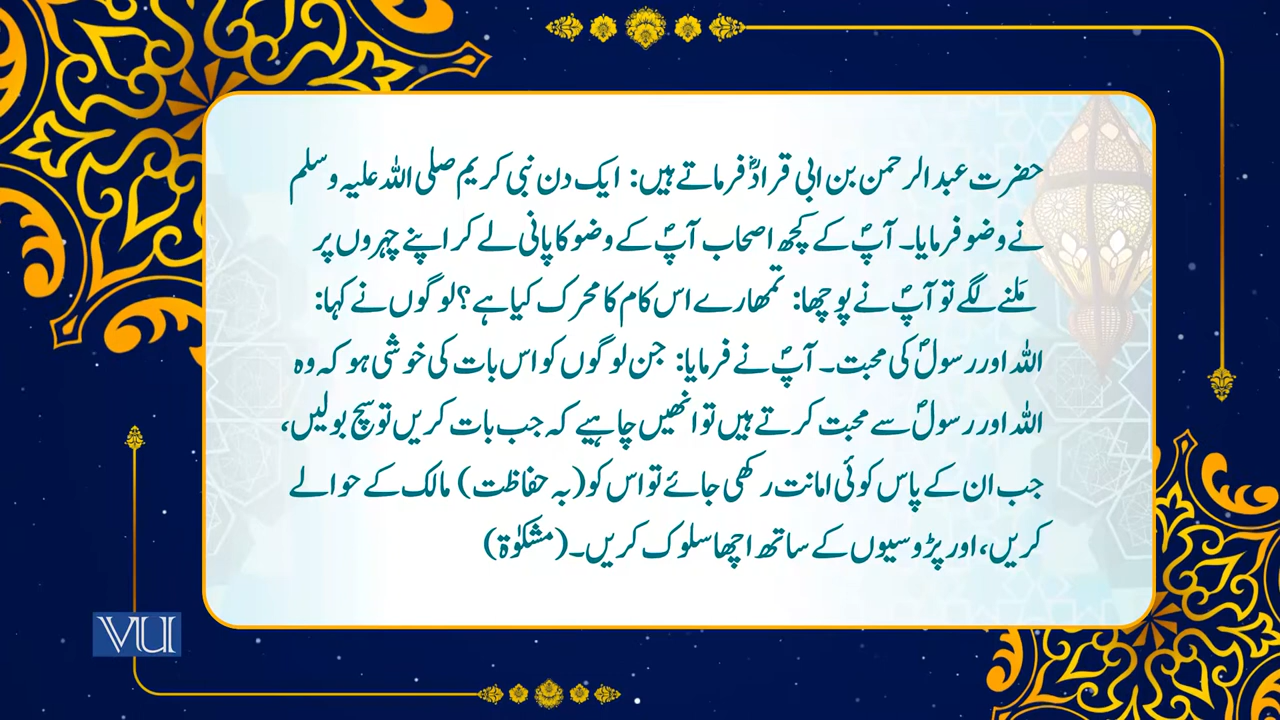 حضرت عبد الرحمن بن ابی قرادؓ فرماتے ہیں: ایک دن نبی کریم صلی اللہ علیہ وسلم
نے وضو فرمایا۔ آپؐ کے کچھ اصحاب آپؐ کے وضو کا پانی لے کر اپنے چہروں پر
مَلنے لگے تو آپؐ نے پوچھا: تمھارے اس کام کا محرک کیا ہے؟ لوگوں نے کہا:
اللہ اور رسولؐ کی محبت۔ آپؐ نے فرمایا: جن لوگوں کو اس بات کی خوشی ہو کہ وہ
اللہ اور رسولؐ سے محبت کرتے ہیں تو انھیں چاہیے کہ جب بات کریں تو سچ بولیں،
جب ان کے پاس کوئی امانت رکھی جائے تو اس کو (بہ حفاظت) مالک کے حوالے
کریں، اور پڑوسیوں کے ساتھ اچھا سلوک کریں۔ (مشکوٰۃ)
VU